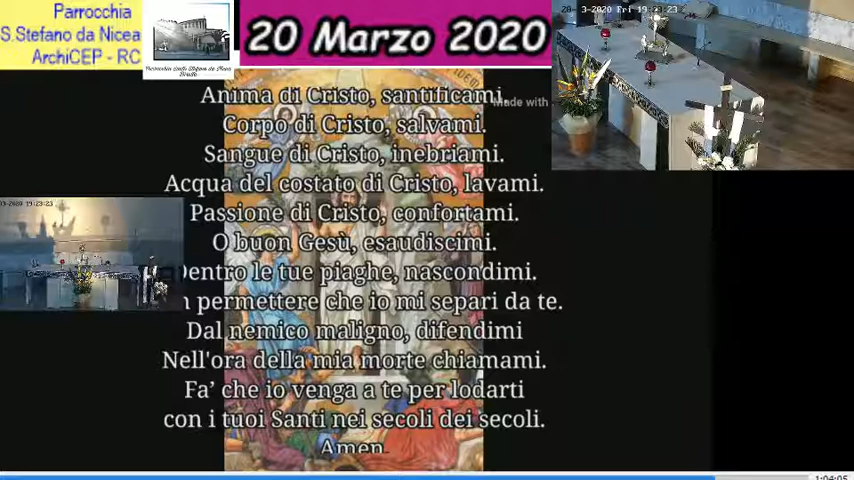 Parrocchia
S.Stefano da Nicea
ArchiCEP - RC
20 Marzo 2020
Made with
Anima di Cristo, santificami.
Corpo di Cristo, salvami.
Sangue di Cristo, inebriami.
Acqua del costato di Cristo, lavami.
Passione di Cristo, confortami.
O buon Gesù, esaudiscimi.
Dentro le tue piaghe, nascondimi.
n permettere che io mi separi da te.
Dal nemico maligno, difendimi
Nell'ora della mia morte chiamami.
Fa’ che io venga a te per lodarti
con i tuoi Santi nei secoli dei secoli.
Amen.
1:04:05